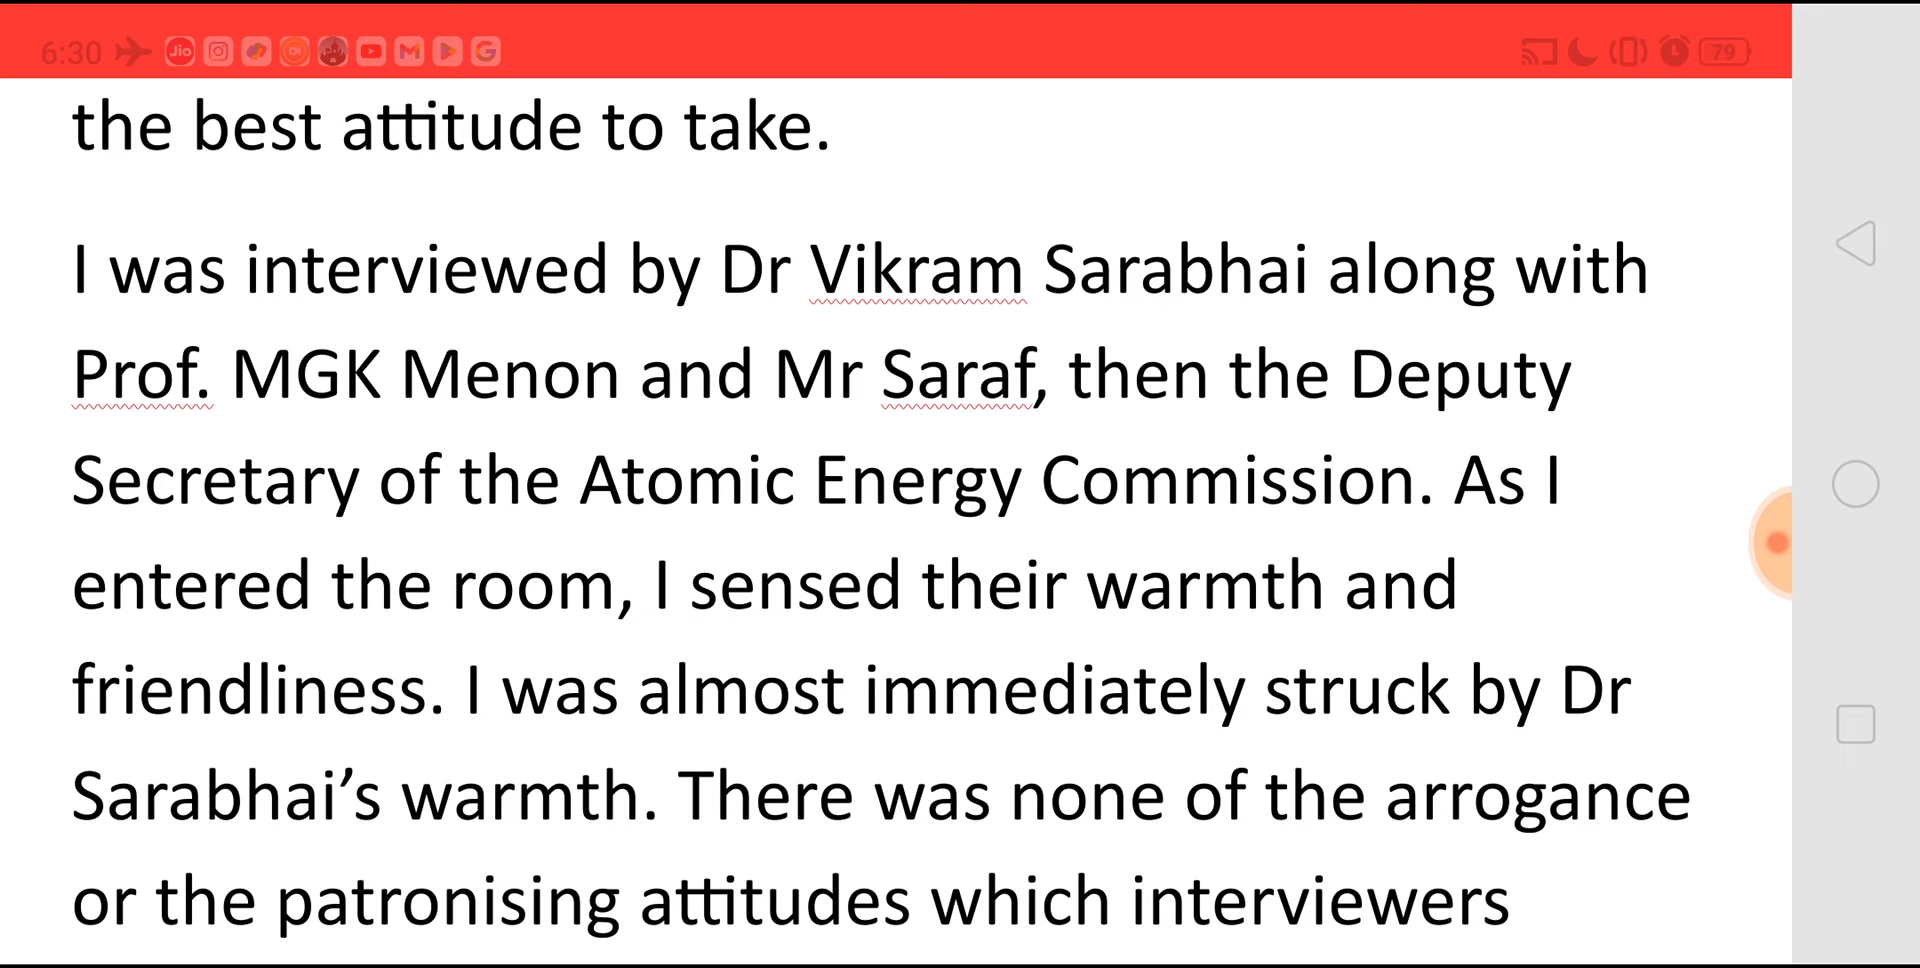 6:30 Jio 79
the best attitude to take.
I was interviewed by Dr Vikram Sarabhai along with
Prof. MGK Menon and Mr Saraf, then the Deputy
Secretary of the Atomic Energy Commission. As I
entered the room, I sensed their warmth and
friendliness. I was almost immediately struck by Dr
Sarabhai’s warmth. There was none of the arrogance
or the patronising attitudes which interviewers